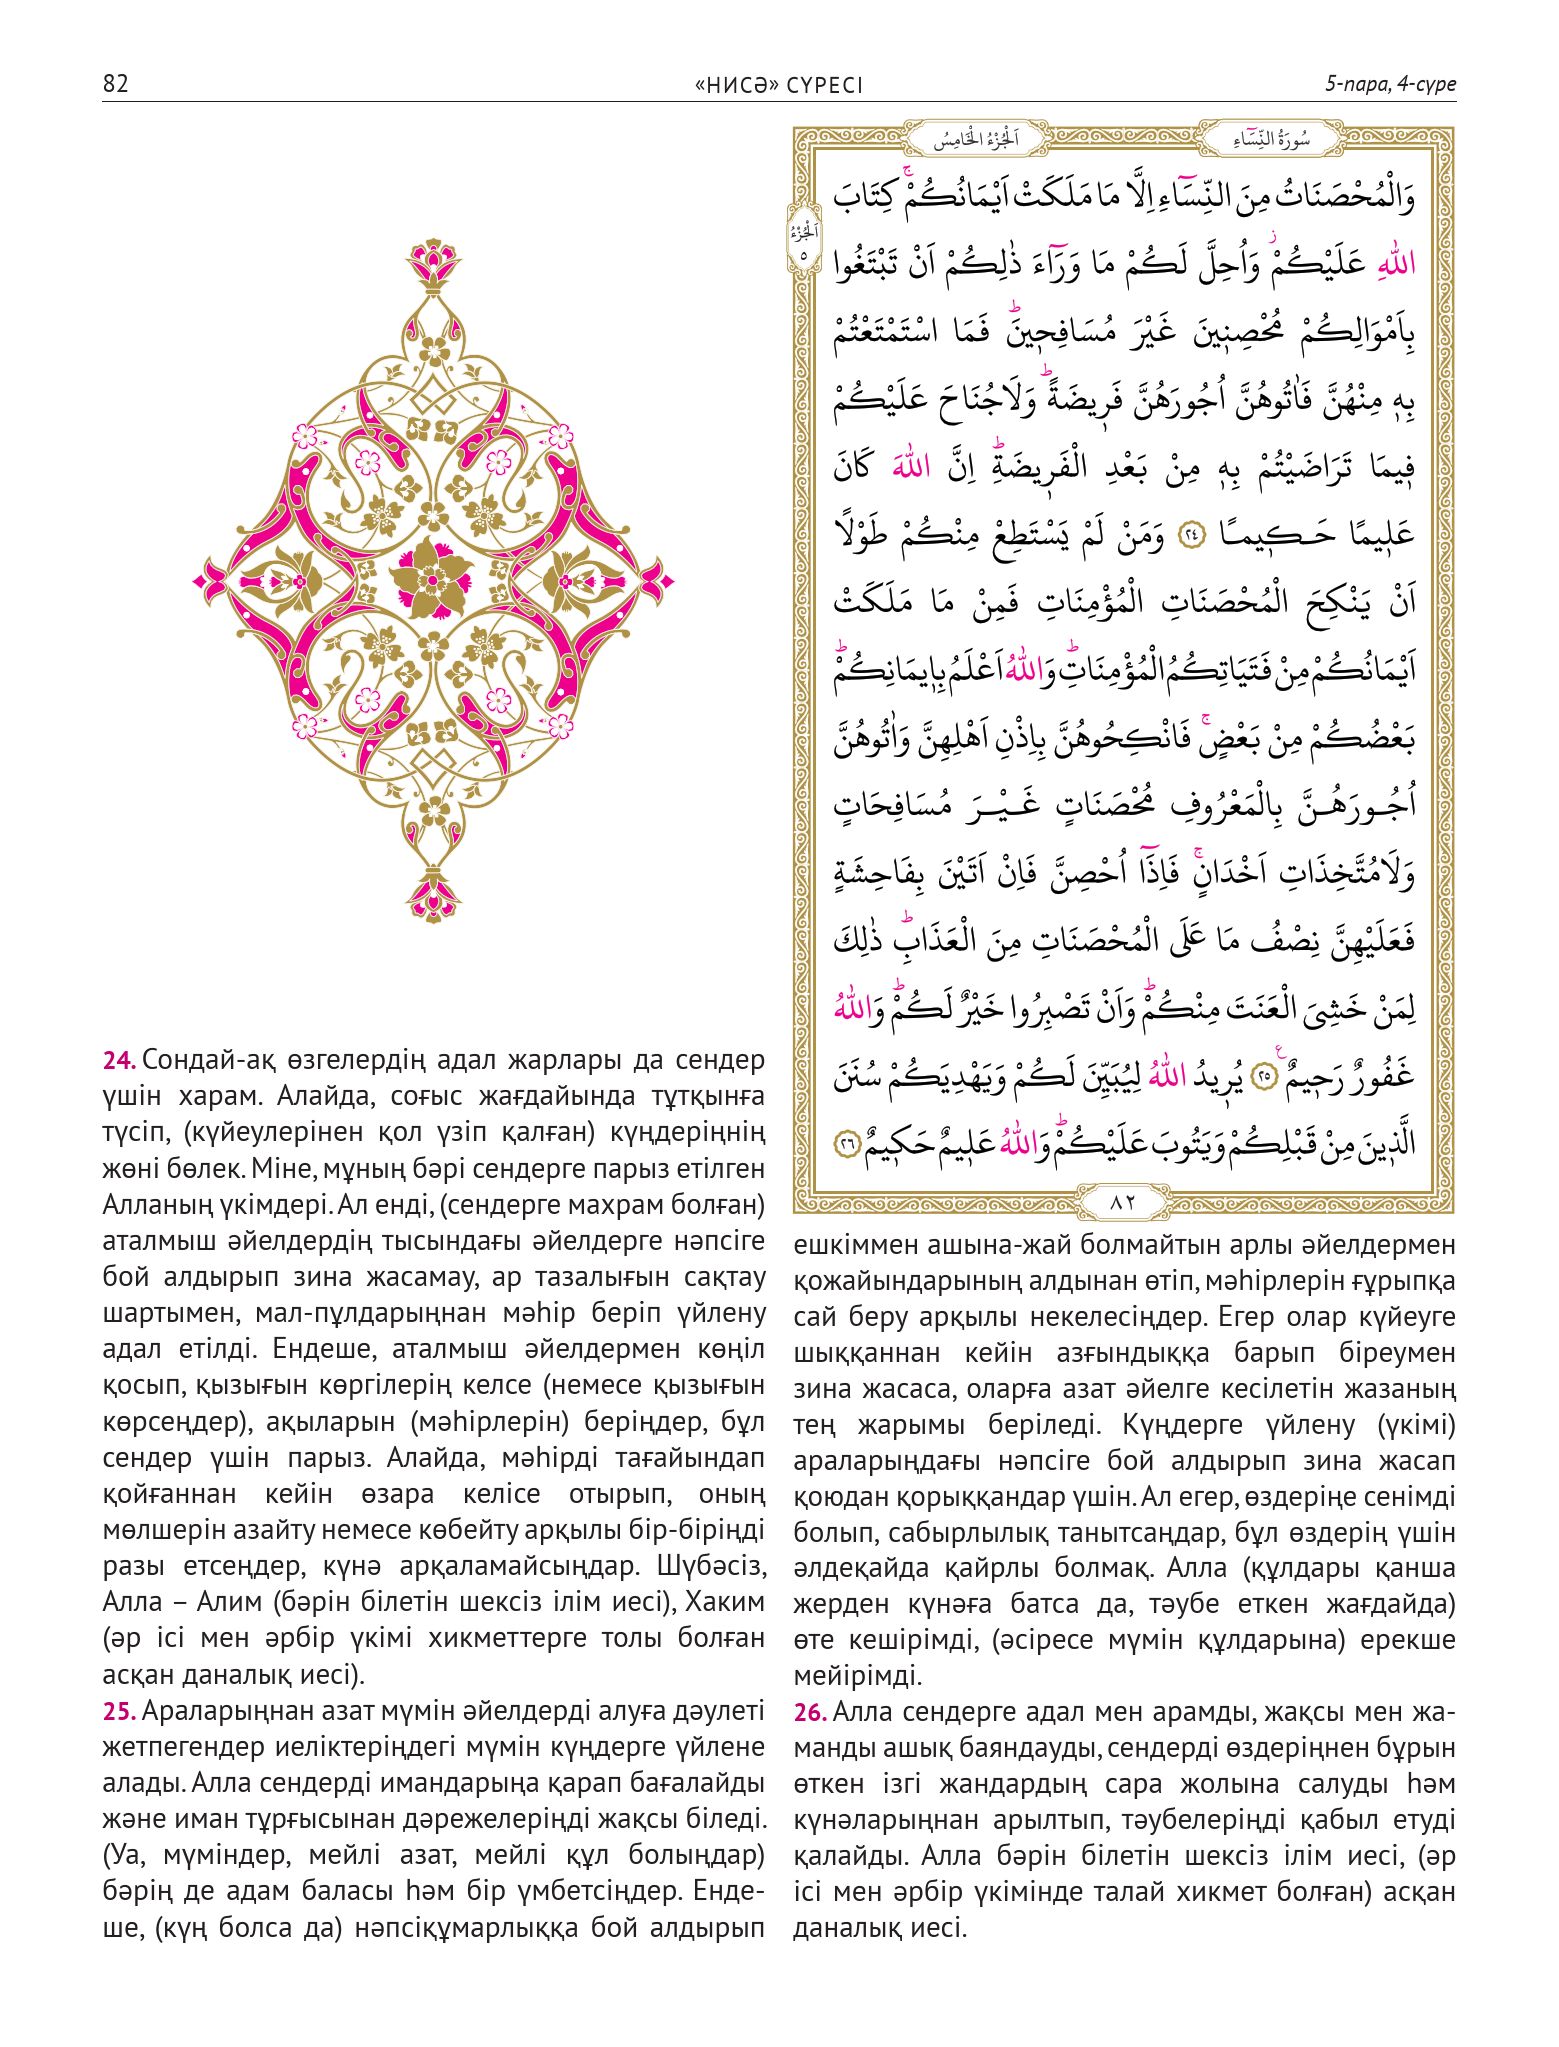 82
«НИСӘ» СҮРЕСІ
5-пара, 4-сүре
سُورَةُ النِّسَٓاءِ
اَلْجُزْءُ الْخَامِسُ
اَلْجُزْءُ
٥
وَالْمُحْصَنَاتُ مِنَ النِّسَٓاءِ اِلَّا مَا مَلَكَتْ اَيْمَانُكُمْۚ كِتَابَ
اللّٰهِ عَلَيْكُمْۚ وَاُحِلَّ لَكُمْ مَا وَرَٓاءَ ذٰلِكُمْ اَنْ تَبْتَغُوا
بِاَمْوَالِكُمْ مُحْصِن۪ينَ غَيْرَ مُسَافِح۪ينَۜ فَمَا اسْتَمْتَعْتُمْ
بِه۪ مِنْهُنَّ فَاٰتُوهُنَّ اُجُورَهُنَّ فَر۪يضَةًۜ وَلَاجُنَاحَ عَلَيْكُمْ
ف۪يمَا تَرَاضَيْتُمْ بِه۪ مِنْ بَعْدِ الْفَر۪يضَةِۜ اِنَّ اللّٰهَ كَانَ
عَل۪يمًا حَك۪يمًا ﴿٢٤﴾ وَمَنْ لَمْ يَسْتَطِعْ مِنْكُمْ طَوْلًا
اَنْ يَنْكِحَ الْمُحْصَنَاتِ الْمُؤْمِنَاتِ فَمِنْ مَا مَلَكَتْ
اَيْمَانُكُمْ مِنْ فَتَيَاتِكُمُ الْمُؤْمِنَاتِۜ وَاللّٰهُ اَعْلَمُ بِا۪يمَانِكُمْۜ
بَعْضُكُمْ مِنْ بَعْضٍۚ فَانْكِحُوهُنَّ بِاِذْنِ اَهْلِهِنَّ وَاٰتُوهُنَّ
اُجُورَهُنَّ بِالْمَعْرُوفِ مُحْصَنَاتٍ غَيْرَ مُسَافِحَاتٍ
وَلَامُتَّخِذَاتِ اَخْدَانٍۚ فَاِذَٓا اُحْصِنَّ فَاِنْ اَتَيْنَ بِفَاحِشَةٍ
فَعَلَيْهِنَّ نِصْفُ مَا عَلَى الْمُحْصَنَاتِ مِنَ الْعَذَابِۜ ذٰلِكَ
لِمَنْ خَشِىَ الْعَنَتَ مِنْكُمْۜ وَاَنْ تَصْبِرُوا خَيْرٌ لَكُمْۜ وَاللّٰهُ
غَفُورٌ رَح۪يمٌ۟ ﴿٢٥﴾ يُر۪يدُ اللّٰهُ لِيُبَيِّنَ لَكُمْ وَيَهْدِيَكُمْ سُنَنَ
الَّذ۪ينَ مِنْ قَبْلِكُمْ وَيَتُوبَ عَلَيْكُمْۜ وَاللّٰهُ عَل۪يمٌ حَك۪يمٌ ﴿٢٦﴾
٨٢
24. Сондай-ақ өзгелердің адал жарлары да сендер
үшін харам. Алайда, соғыс жағдайында тұтқынға
түсіп, (күйеулерінен қол үзіп қалған) күңдеріңнің
жөні бөлек. Міне, мұның бәрі сендерге парыз етілген
Алланың үкімдері. Ал енді, (сендерге махрам болған)
аталмыш әйелдердің тысындағы әйелдерге нәпсіге
бой алдырып зина жасамау, ар тазалығын сақтау
шартымен, мал-пұлдарыңнан мәһір беріп үйлену
адал етілді. Ендеше, аталмыш әйелдермен көңіл
қосып, қызығын көргілерің келсе (немесе қызығын
көрсеңдер), ақыларын (мәһірлерін) беріңдер, бұл
сендер үшін парыз. Алайда, мәһірді тағайындап
қойғаннан кейін өзара келісе отырып, оның
мөлшерін азайту немесе көбейту арқылы бір-біріңді
разы етсеңдер, күнә арқаламайсыңдар. Шүбәсіз,
Алла – Алим (бәрін білетін шексіз ілім иесі), Хаким
(әр ісі мен әрбір үкімі хикметтерге толы болған
асқан даналық иесі).
25. Араларыңнан азат мүмін әйелдерді алуға дәулеті
жетпегендер иеліктеріңдегі мүмін күңдерге үйлене
алады. Алла сендерді имандарыңа қарап бағалайды
және иман тұрғысынан дәрежелеріңді жақсы біледі.
(Уа, мүміндер, мейлі азат, мейлі құл болыңдар)
бәрің де адам баласы һәм бір үмбетсіңдер. Енде-
ше, (күң болса да) нәпсіқұмарлыққа бой алдырып
ешкіммен ашына-жай болмайтын арлы әйелдермен
қожайындарының алдынан өтіп, мәһірлерін ғұрыпқа
сай беру арқылы некелесіңдер. Егер олар күйеуге
шыққаннан кейін азғындыққа барып біреумен
зина жасаса, оларға азат әйелге кесілетін жазаның
тең жарымы беріледі. Күңдерге үйлену (үкімі)
араларыңдағы нәпсіге бой алдырып зина жасап
қоюдан қорыққандар үшін. Ал егер, өздеріңе сенімді
болып, сабырлылық танытсаңдар, бұл өздерің үшін
әлдеқайда қайрлы болмақ. Алла (құлдары қанша
жерден күнәға батса да, тәубе еткен жағдайда)
өте кешірімді, (әсіресе мүмін құлдарына) ерекше
мейірімді.
26. Алла сендерге адал мен арамды, жақсы мен жа-
манды ашық баяндауды, сендерді өздеріңнен бұрын
өткен ізгі жандардың сара жолына салуды һәм
күнәларыңнан арылтып, тәубелеріңді қабыл етуді
қалайды. Алла бәрін білетін шексіз ілім иесі, (әр
ісі мен әрбір үкімінде талай хикмет болған) асқан
даналық иесі.